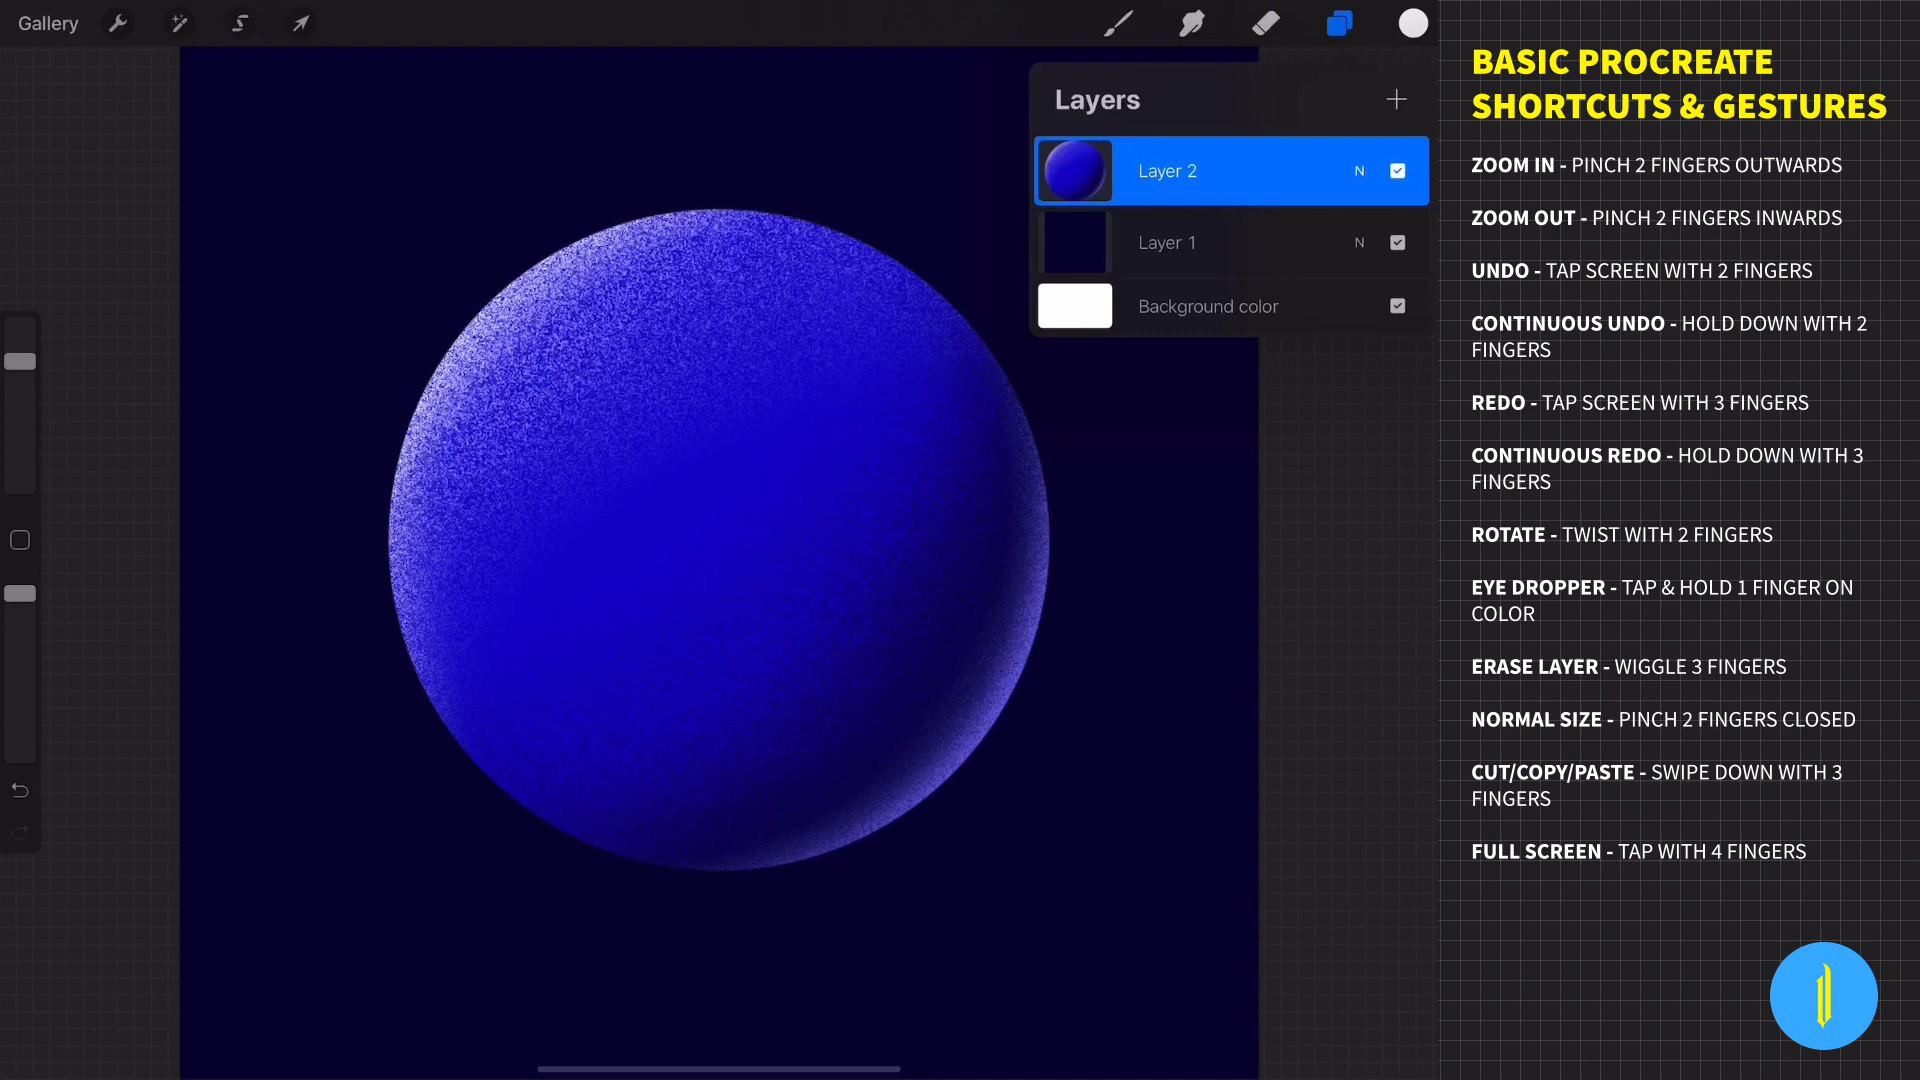 Gallery
Layers
Layer 2 N
Layer 1 N
Background color
BASIC PROCREATE
SHORTCUTS & GESTURES
ZOOM IN - PINCH 2 FINGERS OUTWARDS
ZOOM OUT - PINCH 2 FINGERS INWARDS
UNDO - TAP SCREEN WITH 2 FINGERS
CONTINUOUS UNDO - HOLD DOWN WITH 2
FINGERS
REDO - TAP SCREEN WITH 3 FINGERS
CONTINUOUS REDO - HOLD DOWN WITH 3
FINGERS
ROTATE - TWIST WITH 2 FINGERS
EYE DROPPER - TAP & HOLD 1 FINGER ON
COLOR
ERASE LAYER - WIGGLE 3 FINGERS
NORMAL SIZE - PINCH 2 FINGERS CLOSED
CUT/COPY/PASTE - SWIPE DOWN WITH 3
FINGERS
FULL SCREEN - TAP WITH 4 FINGERS